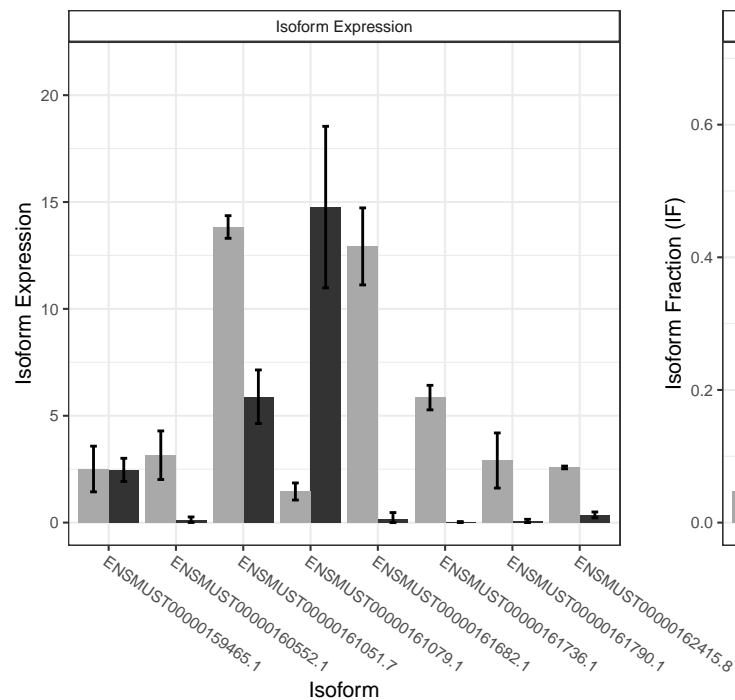 Isoform Expression
Isoform Expression
20
15
10
5
0
ENSMUST00000159465.1
ENSMUST00000160552.1
ENSMUST00000161051.7
ENSMUST00000161079.1
ENSMUST00000161682.1
ENSMUST00000161736.1
ENSMUST00000161790.1
ENSMUST00000162415.8
Isoform
Isoform Fraction (IF)
0.6
0.4
0.2
0.0